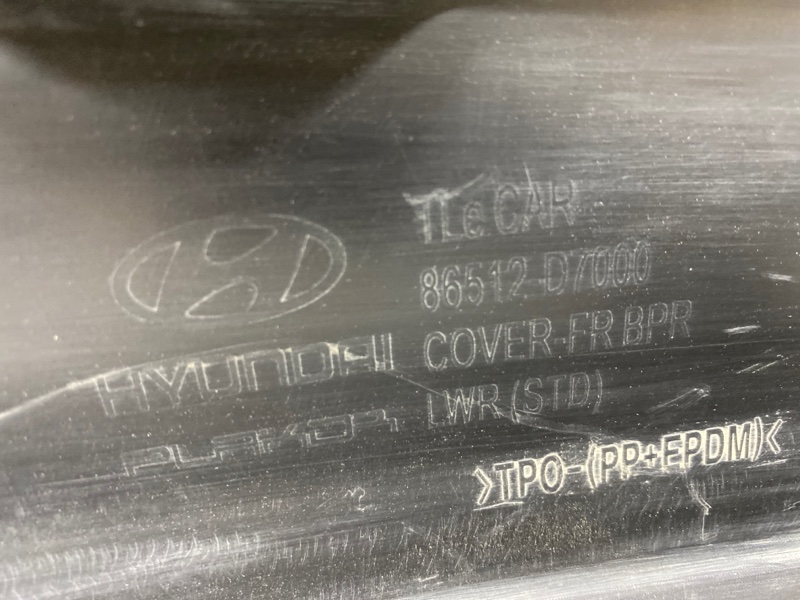 TLe CAR
86512-D7000
COVER-FR BPR
LWR (STD)
HYUNDAI
PLAKOR
>TPO-(PP+EPDM)<